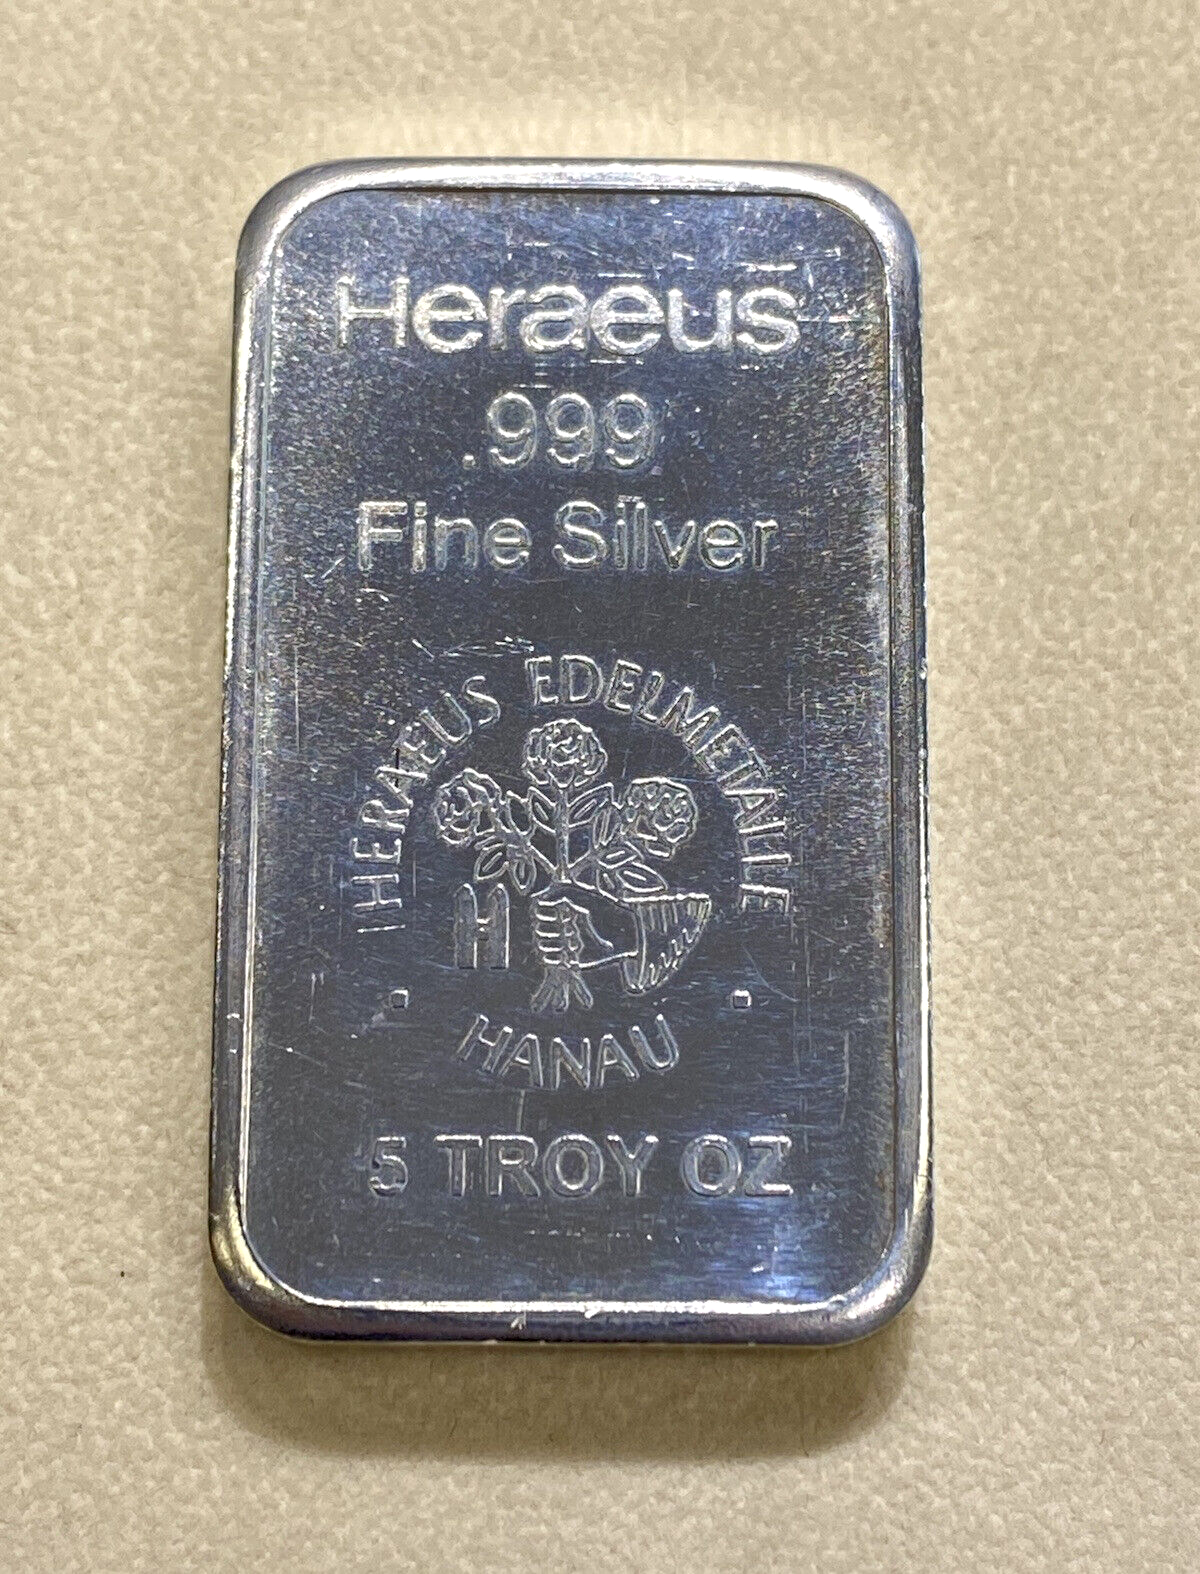 Heraeus
.999
Fine Silver
HERAEUS EDELMETALLE
H
· HANAU ·
5 TROY OZ